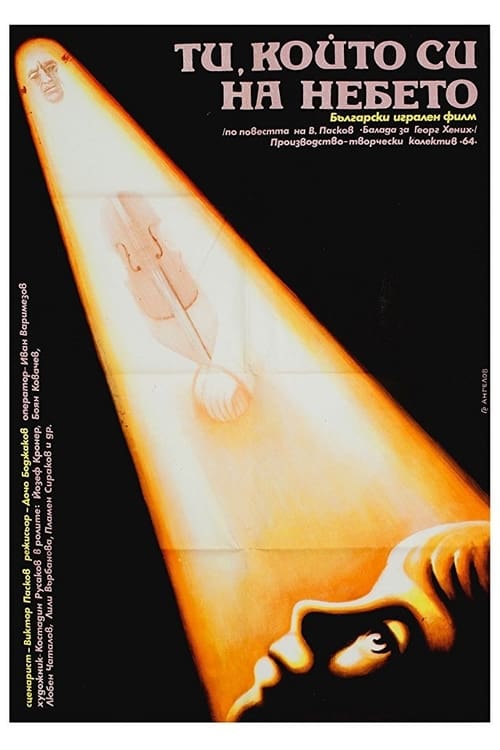 ТИ, КОЙТО СИ
НА НЕБЕТО
Български игрален филм
/по повестта на В. Пасков ·Балада за Георг Хених·/
Производство-творчески колектив ·64·
сценарист-Виктор Пасков режисьор-Дочо Боджаков оператор-Иван Варимезов
художник-Костадин Русаков в ролите: Йозеф Кронер, Боян Ковачев,
Любен Чаталов, Лили Върбанова, Пламен Сираков и др.
АНГЕЛОВ